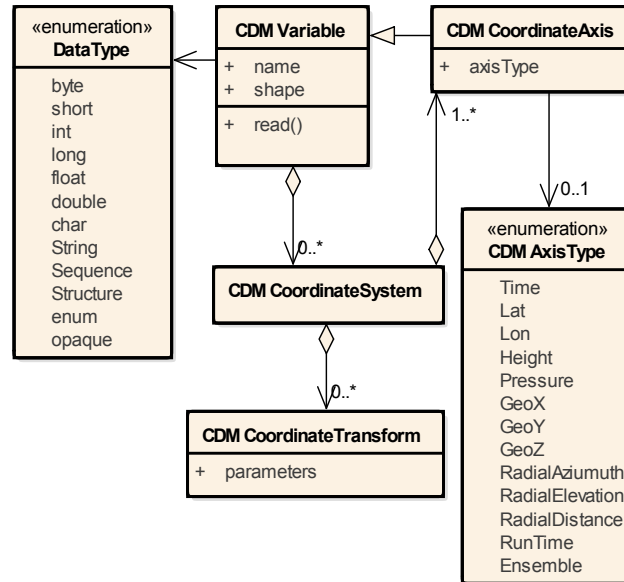 «enumeration»
DataType
byte
short
int
long
float
double
char
String
Sequence
Structure
enum
opaque
CDM Variable
+ name
+ shape
+ read()
CDM CoordinateAxis
+ axisType
1..*
0..1
0..*
CDM CoordinateSystem
0..*
CDM CoordinateTransform
+ parameters
«enumeration»
CDM AxisType
Time
Lat
Lon
Height
Pressure
GeoX
GeoY
GeoZ
RadialAziumuth
RadialElevation
RadialDistance
RunTime
Ensemble